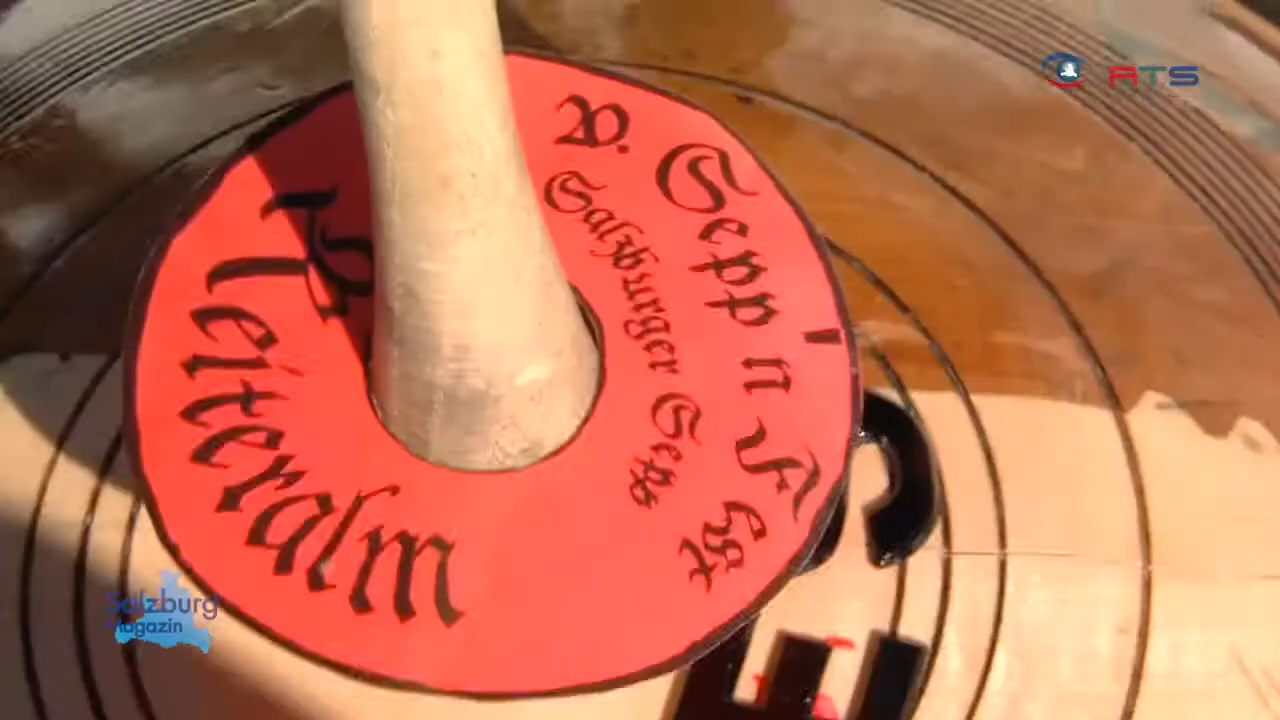 Sepp'n Fest
a. Salzburger Sepp
Reiteralm
RTS
Salzburg
Magazin